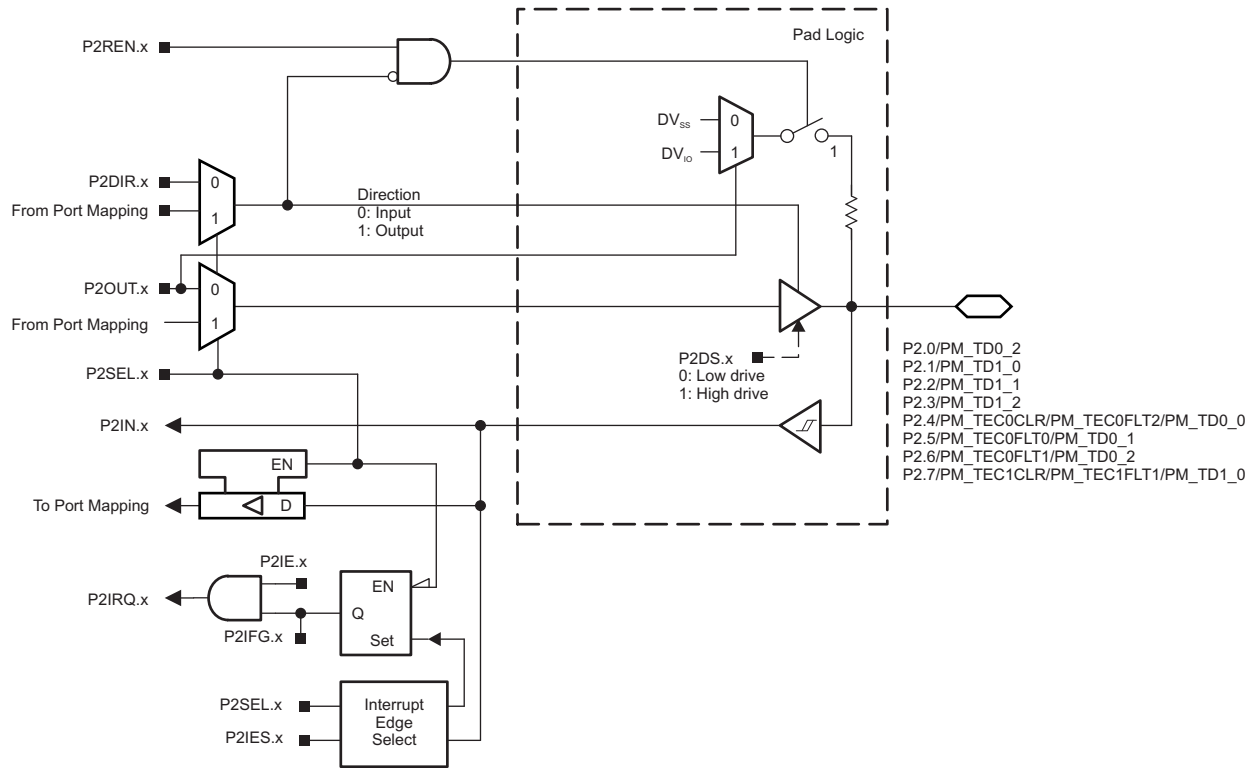 Pad Logic
P2REN.x
DVSS
0
DVIO
1
1
P2DIR.x
0
From Port Mapping
1
Direction
0: Input
1: Output
P2OUT.x
0
From Port Mapping
1
P2DS.x
0: Low drive
1: High drive
P2SEL.x
P2.0/PM_TD0_2
P2.1/PM_TD1_0
P2.2/PM_TD1_1
P2.3/PM_TD1_2
P2.4/PM_TEC0CLR/PM_TEC0FLT2/PM_TD0_0
P2.5/PM_TEC0FLT0/PM_TD0_1
P2.6/PM_TEC0FLT1/PM_TD0_2
P2.7/PM_TEC1CLR/PM_TEC1FLT1/PM_TD1_0
P2IN.x
EN
To Port Mapping
D
P2IE.x
P2IRQ.x
EN
Q
P2IFG.x
Set
P2SEL.x
P2IES.x
Interrupt
Edge
Select